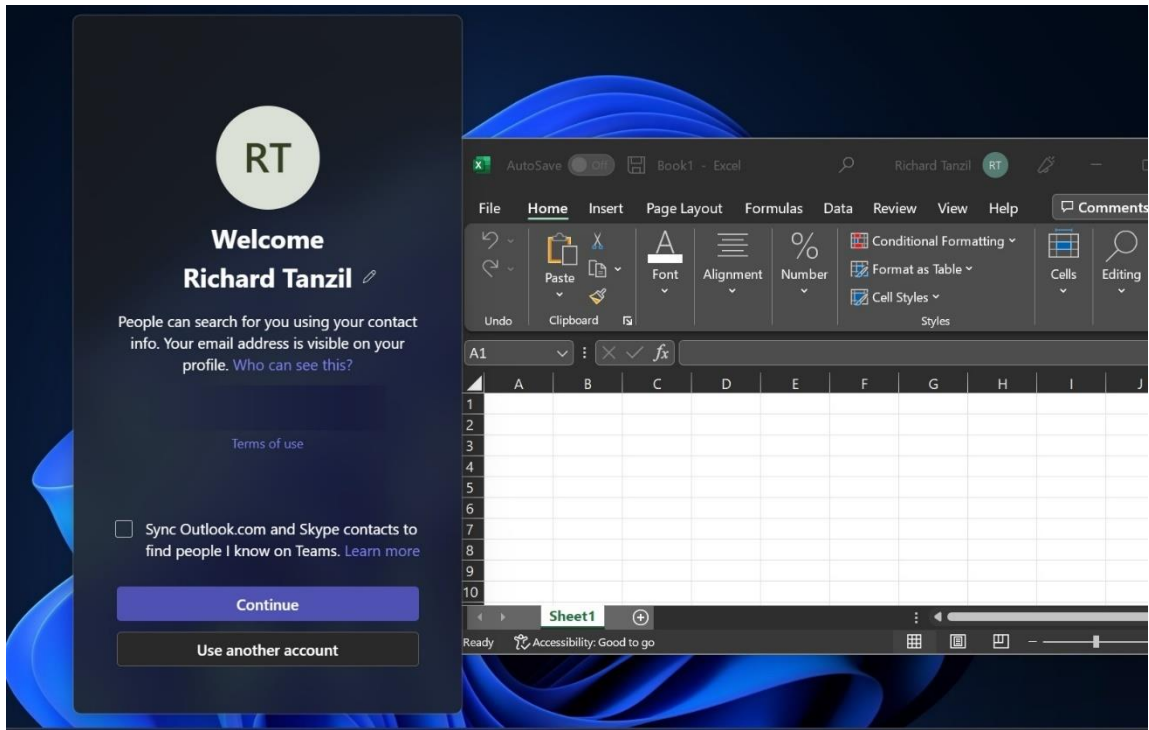 RT
Welcome
Richard Tanzil
People can search for you using your contact
info. Your email address is visible on your
profile. Who can see this?
Terms of use
Sync Outlook.com and Skype contacts to
find people I know on Teams. Learn more
Continue
Use another account
AutoSave Off Book1 - Excel Richard Tanzil RT
File Home Insert Page Layout Formulas Data Review View Help Comments
Paste Font Alignment Number Conditional Formatting Format as Table Cell Styles Cells Editing
Undo Clipboard Styles
A1 fx
A B C D E F G H I J
1
2
3
4
5
6
7
8
9
10
Sheet1
Ready Accessibility: Good to go